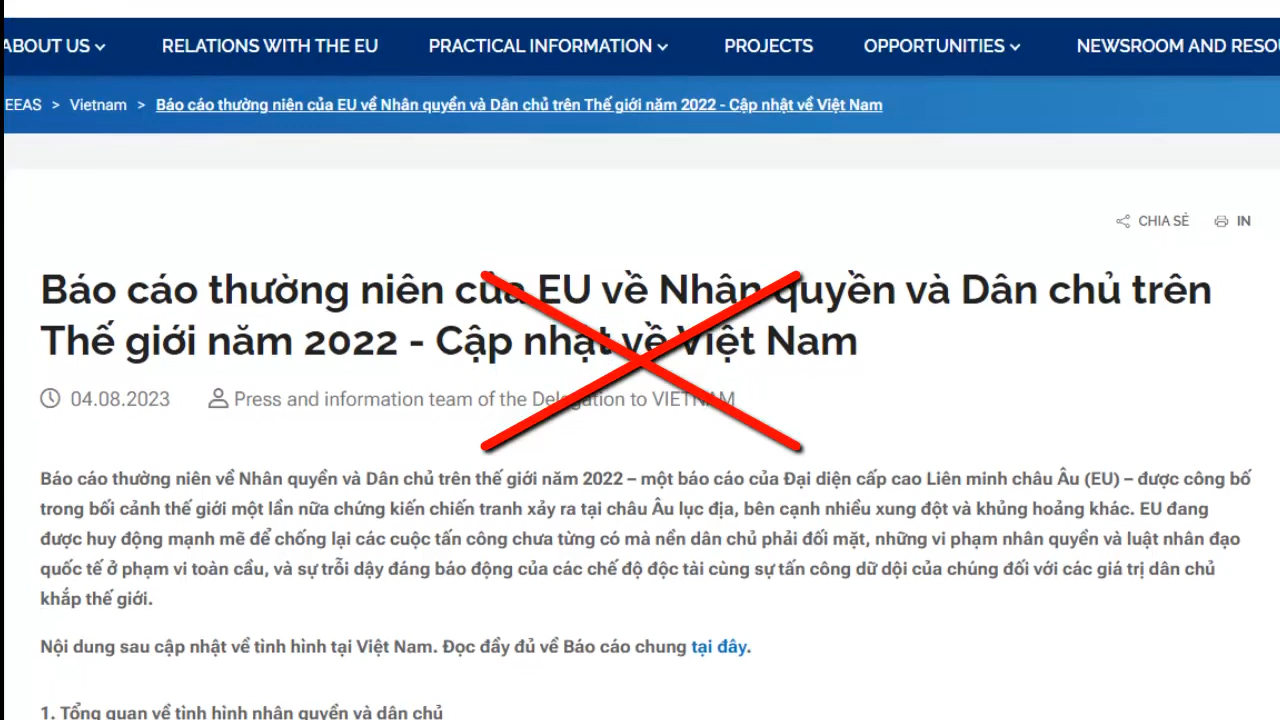 ABOUT US RELATIONS WITH THE EU PRACTICAL INFORMATION PROJECTS OPPORTUNITIES NEWSROOM AND RESOU
EEAS > Vietnam > Báo cáo thường niên của EU về Nhân quyền và Dân chủ trên Thế giới năm 2022 - Cập nhật về Việt Nam
CHIA SẺ IN
Báo cáo thường niên của EU về Nhân quyền và Dân chủ trên
Thế giới năm 2022 - Cập nhật về Việt Nam
04.08.2023 Press and information team of the Delegation to VIETNAM
Báo cáo thường niên về Nhân quyền và Dân chủ trên thế giới năm 2022 – một báo cáo của Đại diện cấp cao Liên minh châu Âu (EU) – được công bố
trong bối cảnh thế giới một lần nữa chứng kiến chiến tranh xảy ra tại châu Âu lục địa, bên cạnh nhiều xung đột và khủng hoảng khác. EU đang
được huy động mạnh mẽ để chống lại các cuộc tấn công chưa từng có mà nền dân chủ phải đối mặt, những vi phạm nhân quyền và luật nhân đạo
quốc tế ở phạm vi toàn cầu, và sự trỗi dậy đáng báo động của các chế độ độc tài cùng sự tấn công dữ dội của chúng đối với các giá trị dân chủ
khắp thế giới.
Nội dung sau cập nhật về tình hình tại Việt Nam. Đọc đầy đủ về Báo cáo chung tại đây.
1. Tổng quan về tình hình nhân quyền và dân chủ